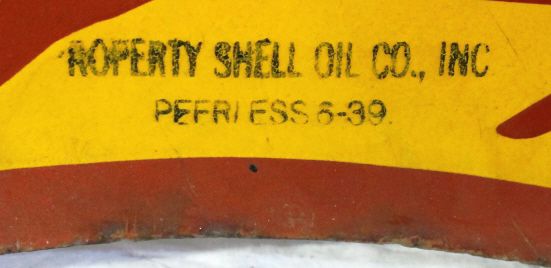 ROPERTY SHELL OIL CO., INC
PEERLESS 6-39